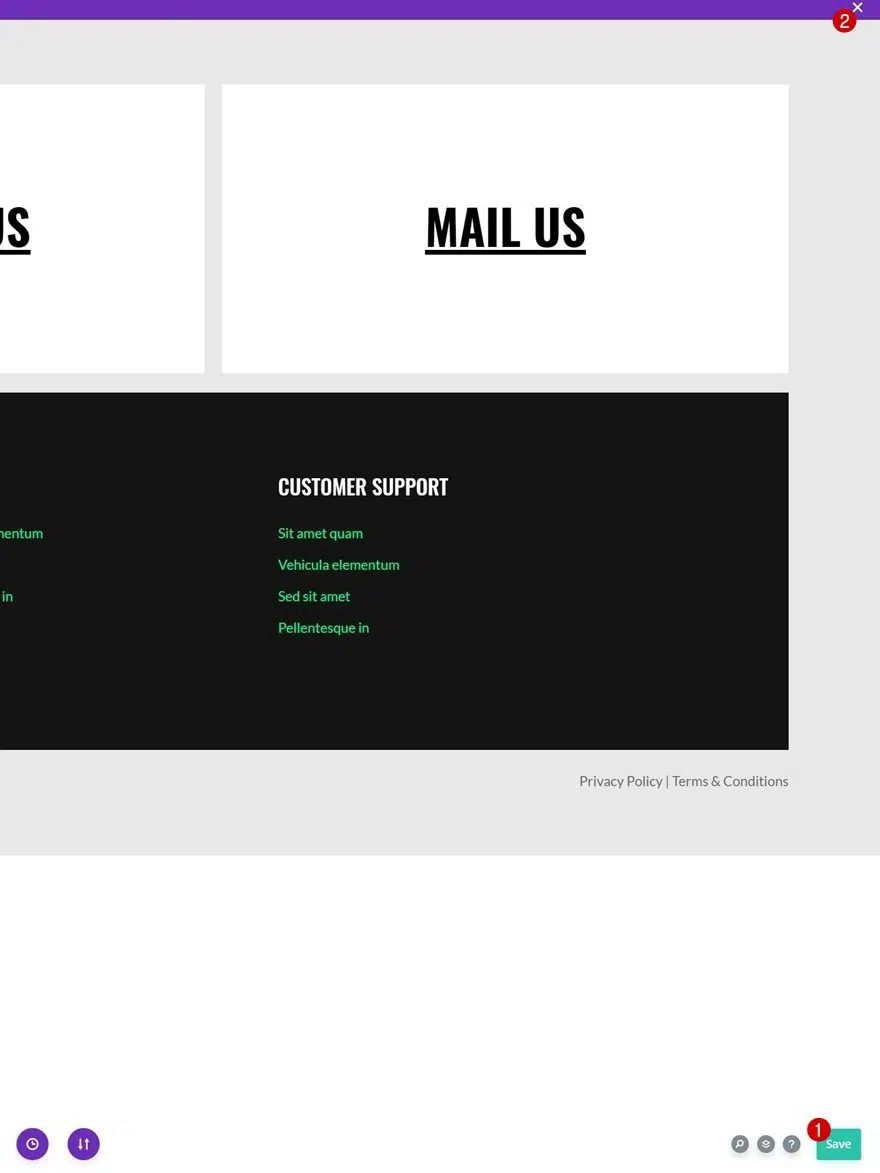 2
US
MAIL US
CUSTOMER SUPPORT
mentum
Sit amet quam
Vehicula elementum
in
Sed sit amet
Pellentesque in
Privacy Policy | Terms & Conditions
?
1
Save